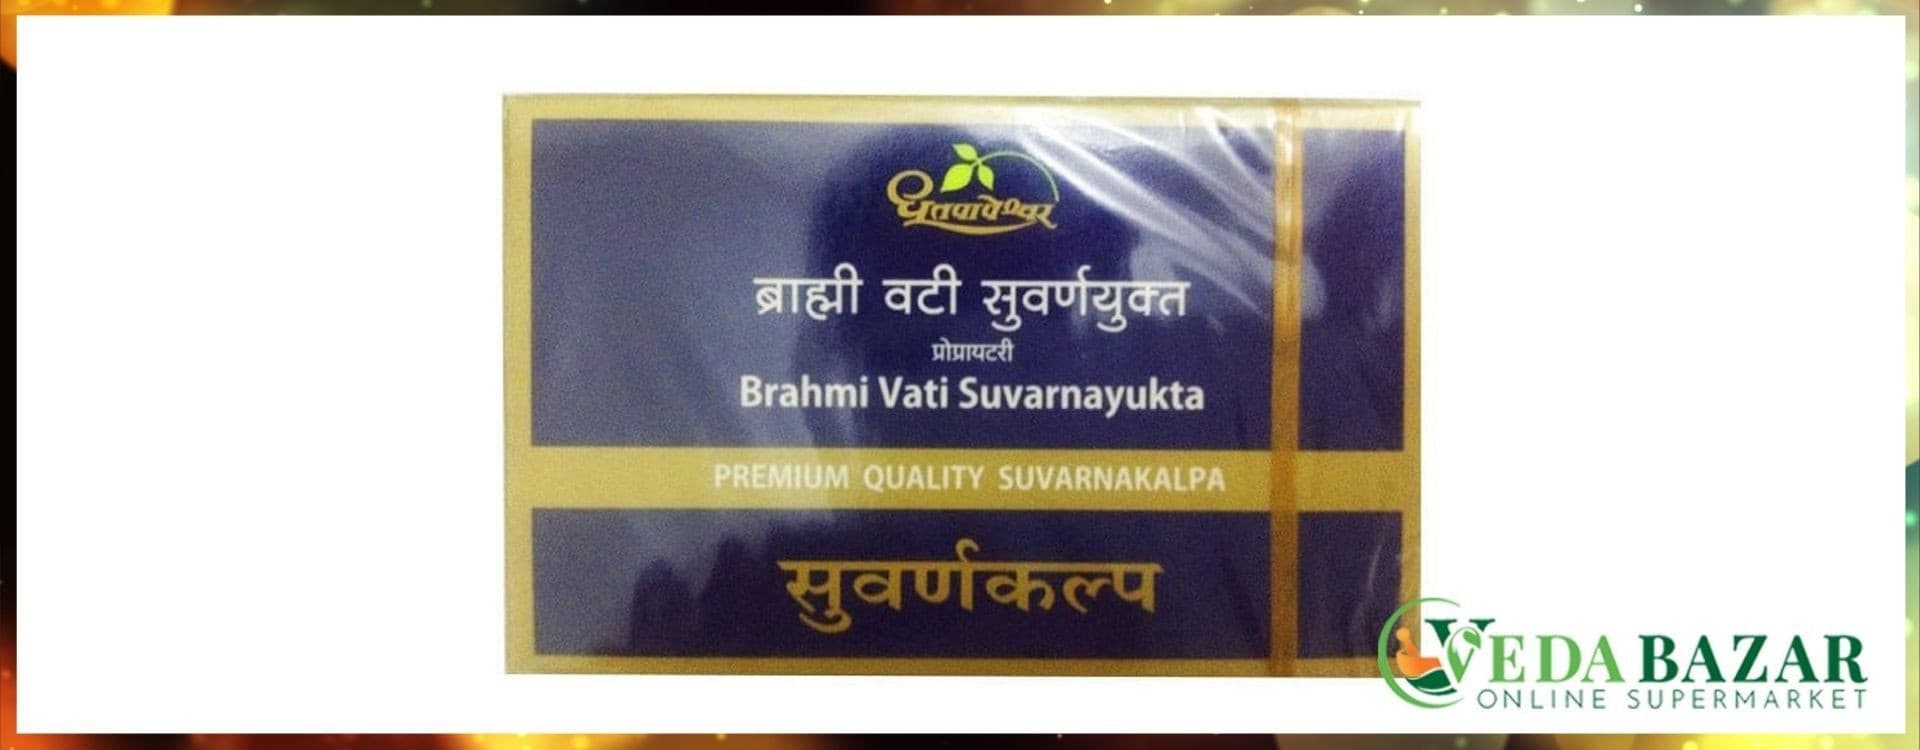 धूतपापेश्वर
ब्राह्मी वटी सुवर्णयुक्त
प्रोप्रायटरी
Brahmi Vati Suvarnayukta
PREMIUM QUALITY SUVARNAKALPA
सुवर्णकल्प
VEDA BAZAR
ONLINE SUPERMARKET